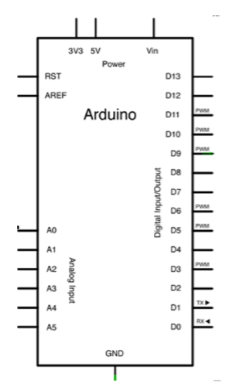 3V3 5V Vin
Power
RST D13
AREF D12
Arduino D11 PWM
D10 PWM
D9 PWM
D8
D7
D6 PWM
A0 D5 PWM
A1 D4
A2 D3 PWM
A3 D2
A4 D1 TX ▶
A5 D0 RX ◀
Analog Input
Digital Input/Output
GND